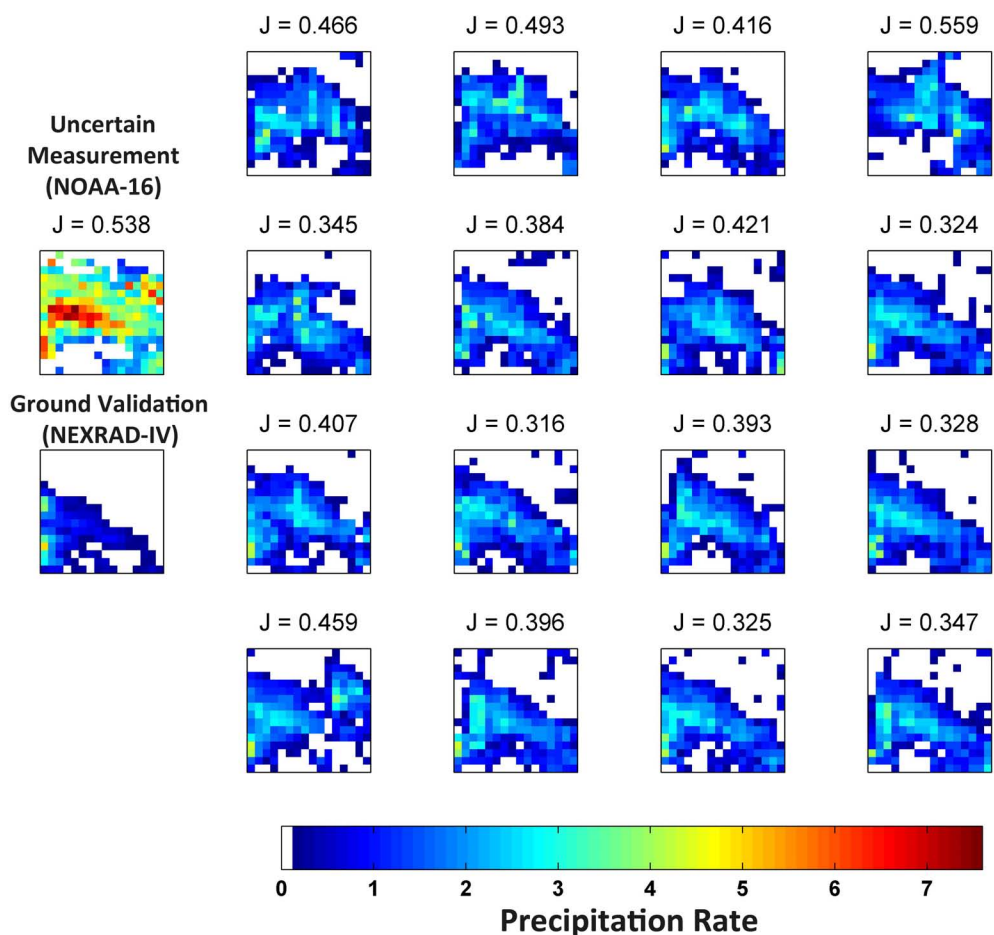 J = 0.466 J = 0.493 J = 0.416 J = 0.559
Uncertain
Measurement
(NOAA-16)
J = 0.538 J = 0.345 J = 0.384 J = 0.421 J = 0.324
Ground Validation
(NEXRAD-IV)
J = 0.407 J = 0.316 J = 0.393 J = 0.328
J = 0.459 J = 0.396 J = 0.325 J = 0.347
0 1 2 3 4 5 6 7
Precipitation Rate